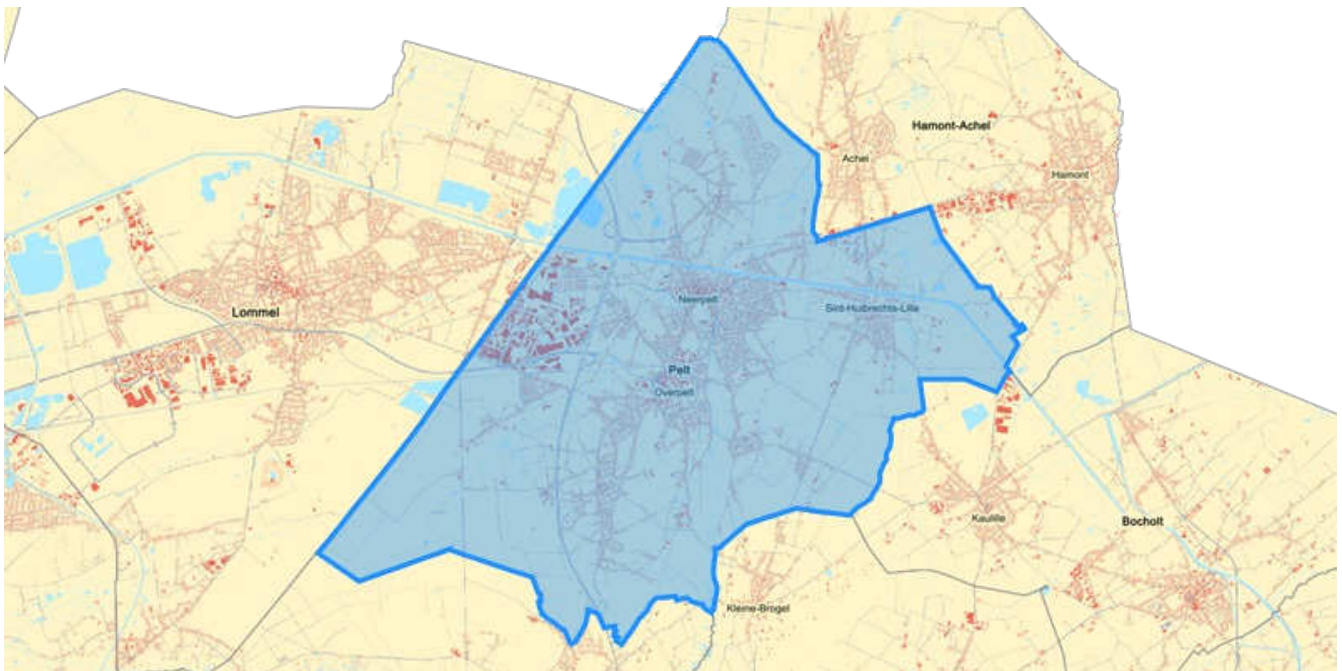 Hamont-Achel
Achel
Hamont
Neerpelt
Sint-Huibrechts-Lille
Lommel
Pelt
Overpelt
Kaulille
Bocholt
Kleine-Brogel